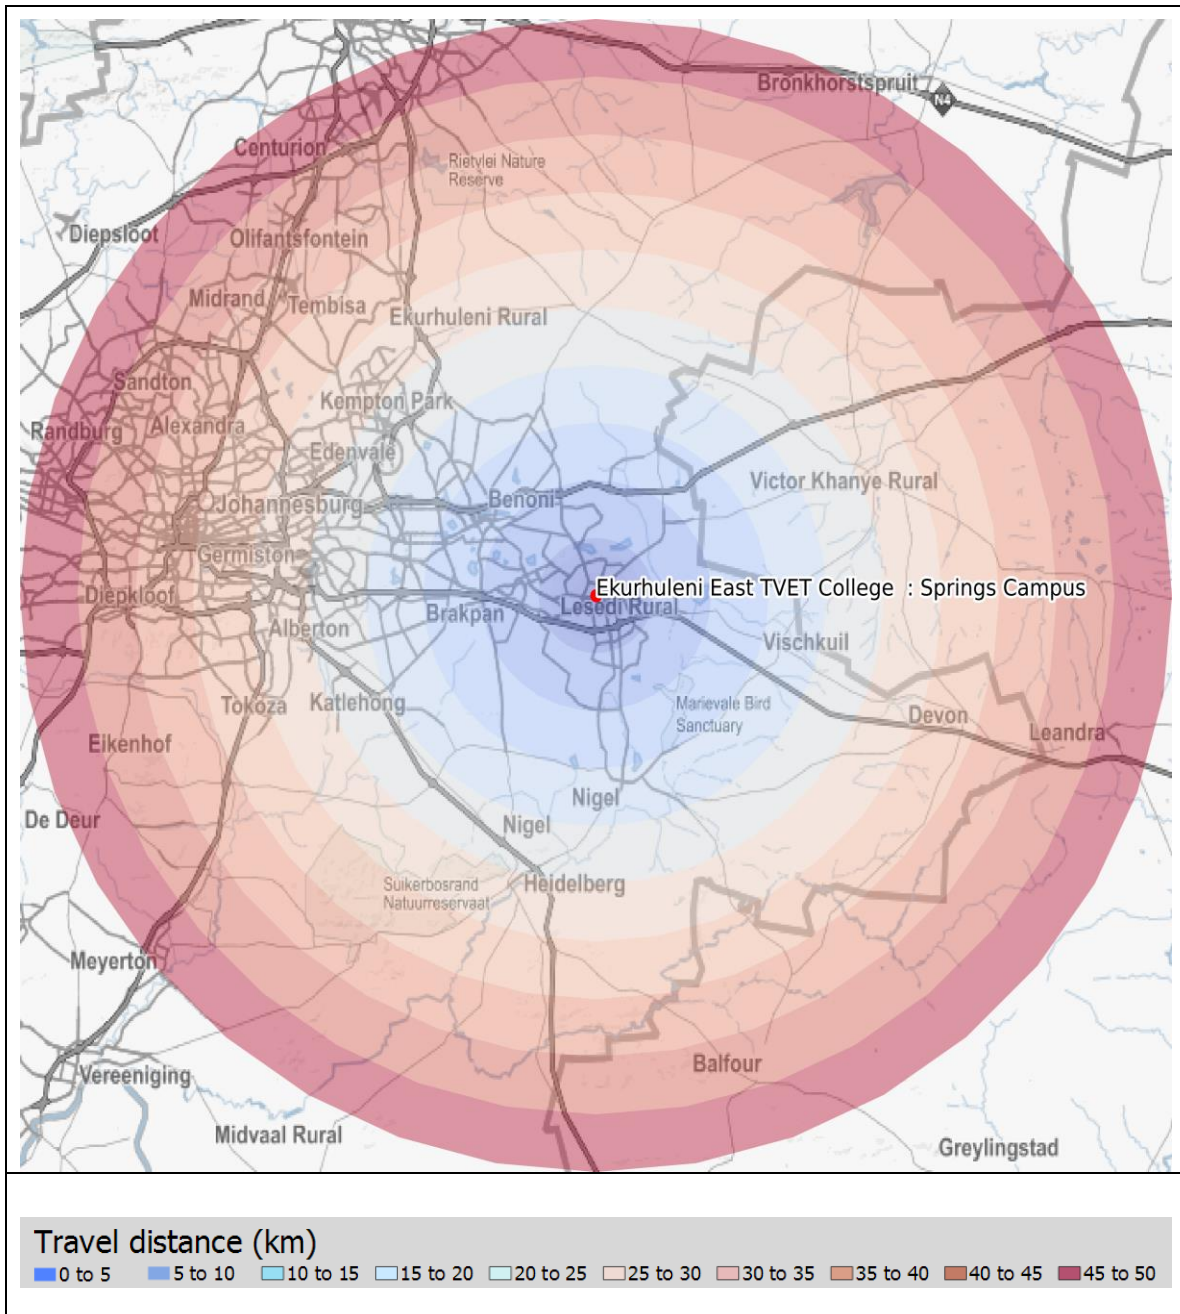 Bronkhorstspruit
N4
Centurion
Rietvlei Nature
Reserve
Diepsloot
Olifantsfontein
Midrand
Tembisa
Ekurhuleni Rural
Sandton
Kempton Park
Randburg
Alexandra
Edenvale
Victor Khanye Rural
Benoni
Johannesburg
Germiston
Ekurhuleni East TVET College : Springs Campus
Diepkloof
Lesedi Rural
Brakpan
Alberton
Vischkuil
Tokoza
Katlehong
Marievale Bird
Sanctuary
Devon
Leandra
Eikenhof
Nigel
De Deur
Nigel
Suikerbosrand
Natuurreservaat
Heidelberg
Meyerton
Balfour
Vereeniging
Midvaal Rural
Greylingstad
Travel distance (km)
0 to 5 5 to 10 10 to 15 15 to 20 20 to 25 25 to 30 30 to 35 35 to 40 40 to 45 45 to 50